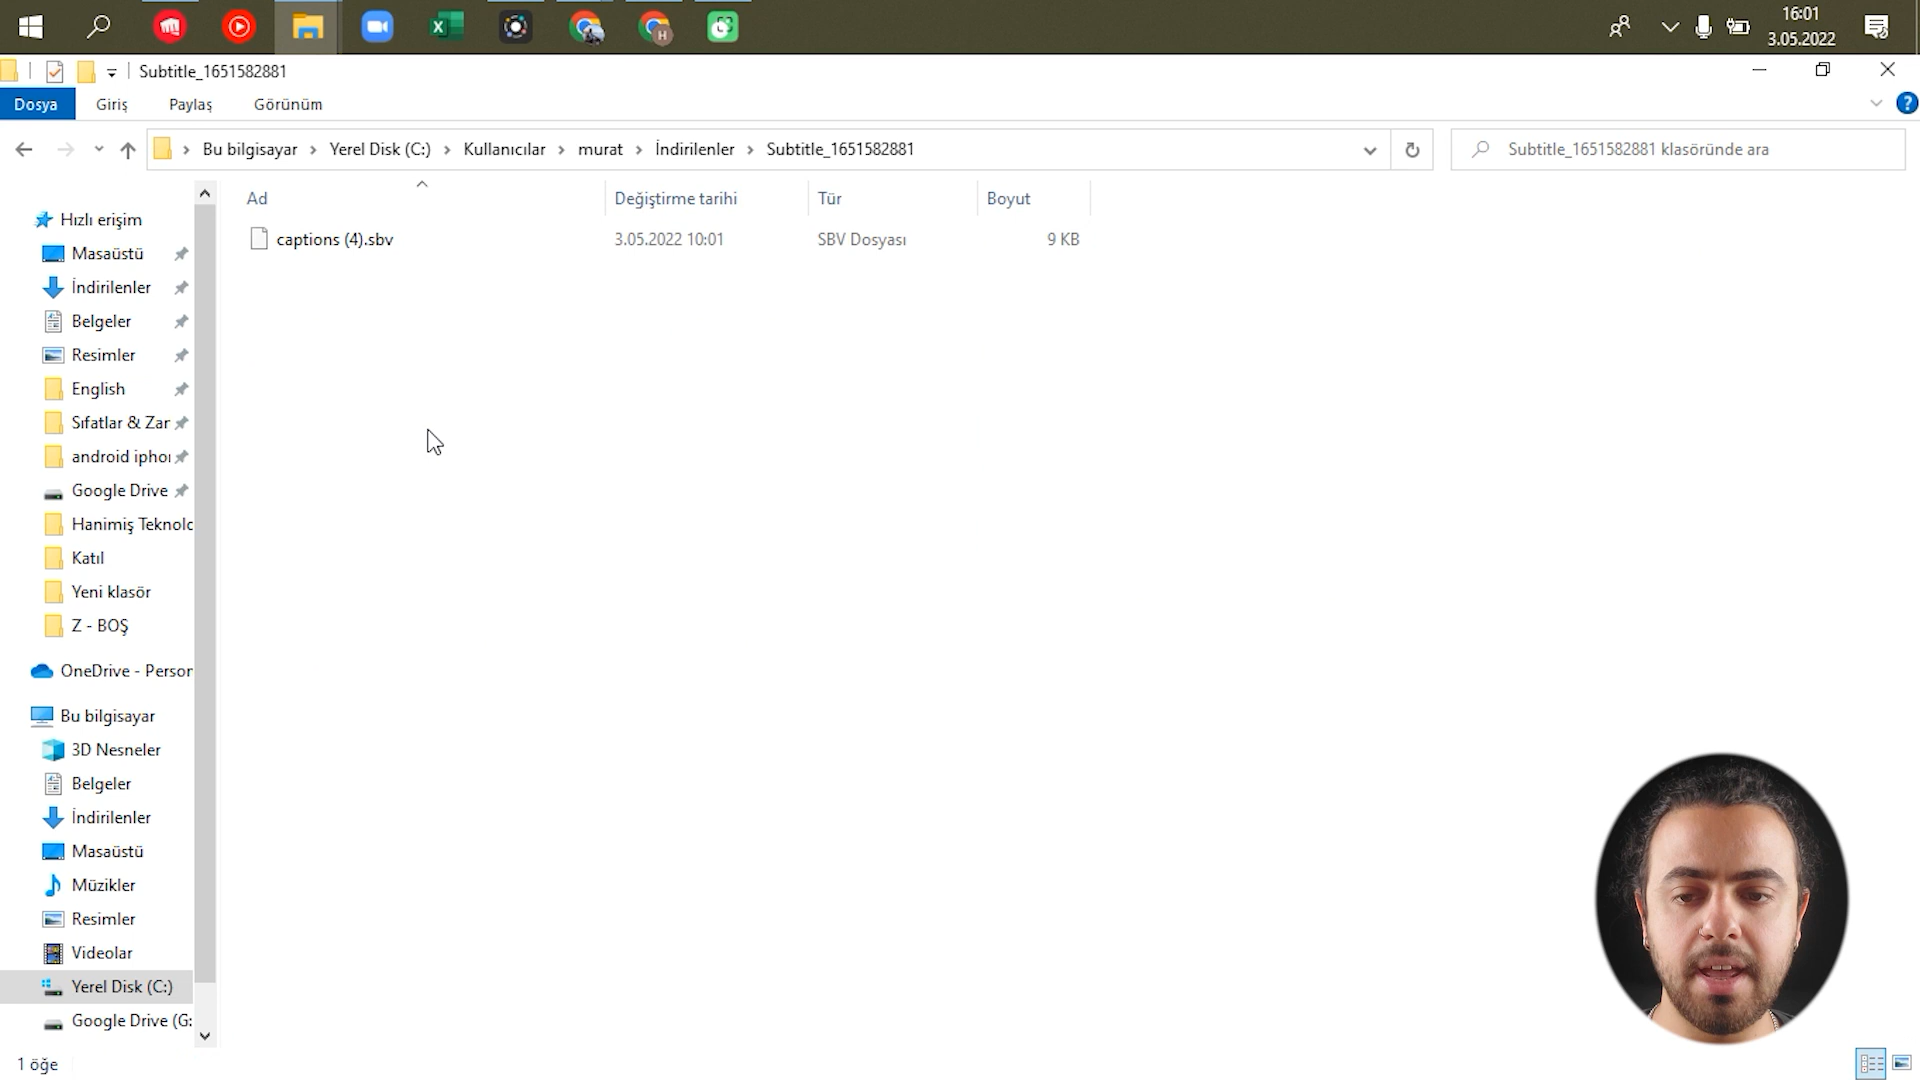 16:01
3.05.2022
Subtitle_1651582881
Dosya
Giriş
Paylaş
Görünüm
Bu bilgisayar
Yerel Disk (C:)
Kullanıcılar
murat
İndirilenler
Subtitle_1651582881
Subtitle_1651582881 klasöründe ara
Ad
Değiştirme tarihi
Tür
Boyut
captions (4).sbv
3.05.2022 10:01
SBV Dosyası
9 KB
Hızlı erişim
Masaüstü
İndirilenler
Belgeler
Resimler
English
Sıfatlar & Zar
android ipho
Google Drive
Hanimiş Teknolo
Katıl
Yeni klasör
Z - BOŞ
OneDrive - Person
Bu bilgisayar
3D Nesneler
Belgeler
İndirilenler
Masaüstü
Müzikler
Resimler
Videolar
Yerel Disk (C:)
Google Drive (G:
1 öğe